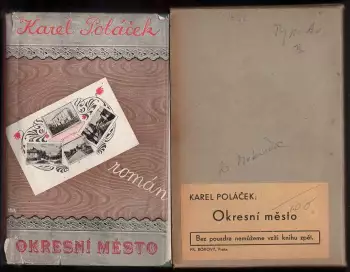 Karel Poláček
román
OKRESNÍ MĚSTO
KAREL POLÁČEK:
Okresní město
Bez pouzdra nemůžeme vzíti knihu zpět.
FR. BOROVÝ, Praha